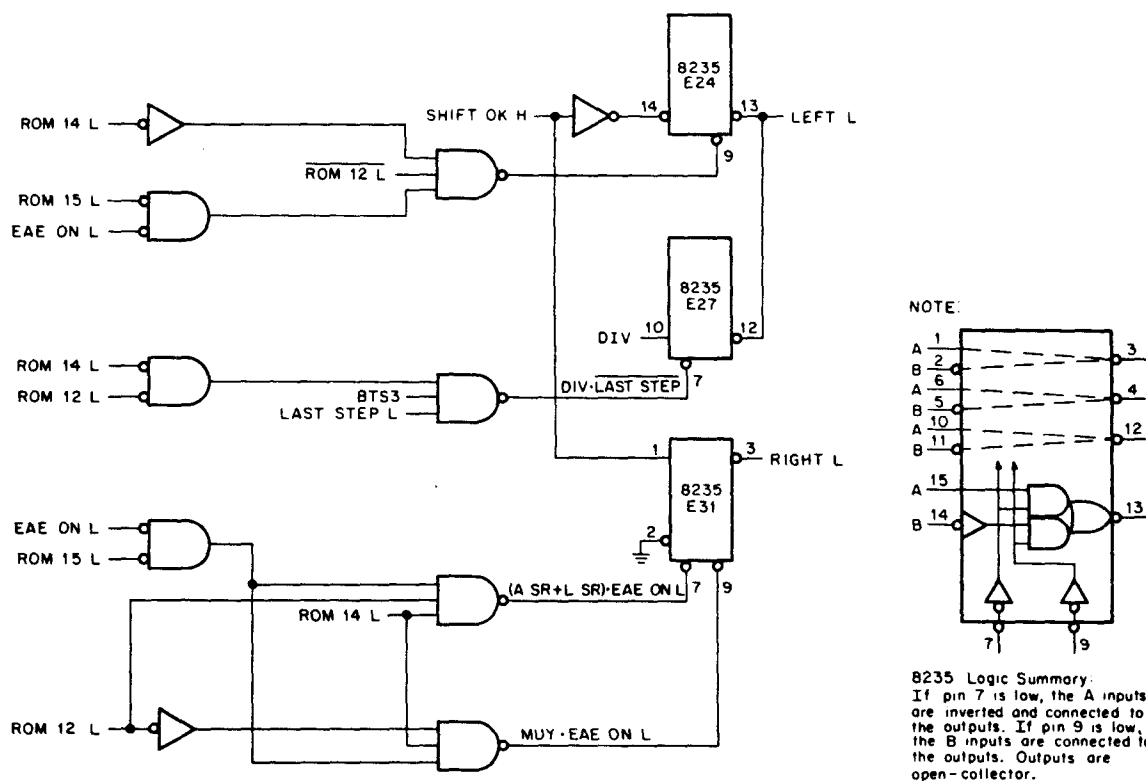 8235
E24
ROM 14 L
SHIFT OK H
14
13
LEFT L
9
ROM 12 L
ROM 15 L
EAE ON L
8235
E27
DIV
10
12
7
ROM 14 L
ROM 12 L
BTS3
LAST STEP L
DIV·LAST STEP
1
8235
E31
3
RIGHT L
2
7
9
EAE ON L
ROM 15 L
(A SR+L SR)·EAE ON L
ROM 14 L
ROM 12 L
MUY·EAE ON L
NOTE:
A 1
B 2
3
A 6
B 5
4
A 10
B 11
12
A 15
B 14
13
7
9
8235 Logic Summary:
If pin 7 is low, the A inputs
are inverted and connected to
the outputs. If pin 9 is low,
the B inputs are connected to
the outputs. Outputs are
open-collector.